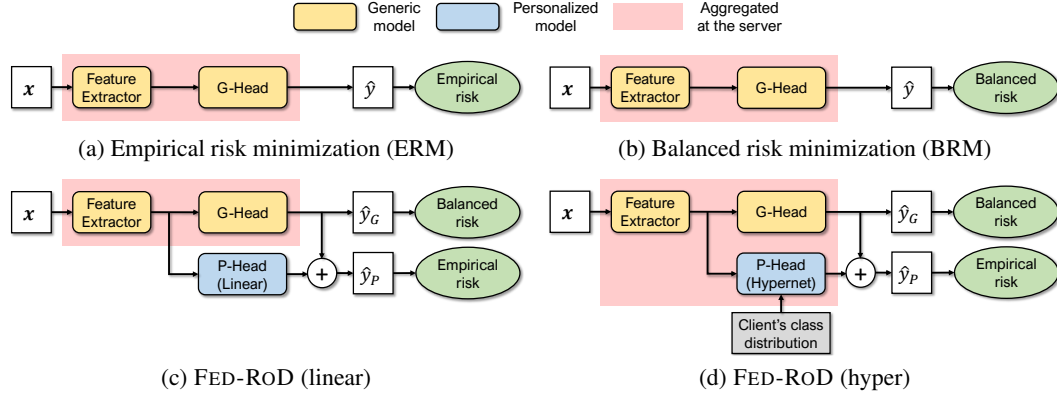 Generic
model
Personalized
model
Aggregated
at the server
x
Feature
Extractor
G-Head
ŷ
Empirical
risk
(a) Empirical risk minimization (ERM)
x
Feature
Extractor
G-Head
ŷ
Balanced
risk
(b) Balanced risk minimization (BRM)
x
Feature
Extractor
G-Head
ŷ_G
Balanced
risk
P-Head
(Linear)
+
ŷ_P
Empirical
risk
(c) FED-ROD (linear)
x
Feature
Extractor
G-Head
ŷ_G
Balanced
risk
P-Head
(Hypernet)
+
ŷ_P
Empirical
risk
Client's class
distribution
(d) FED-ROD (hyper)